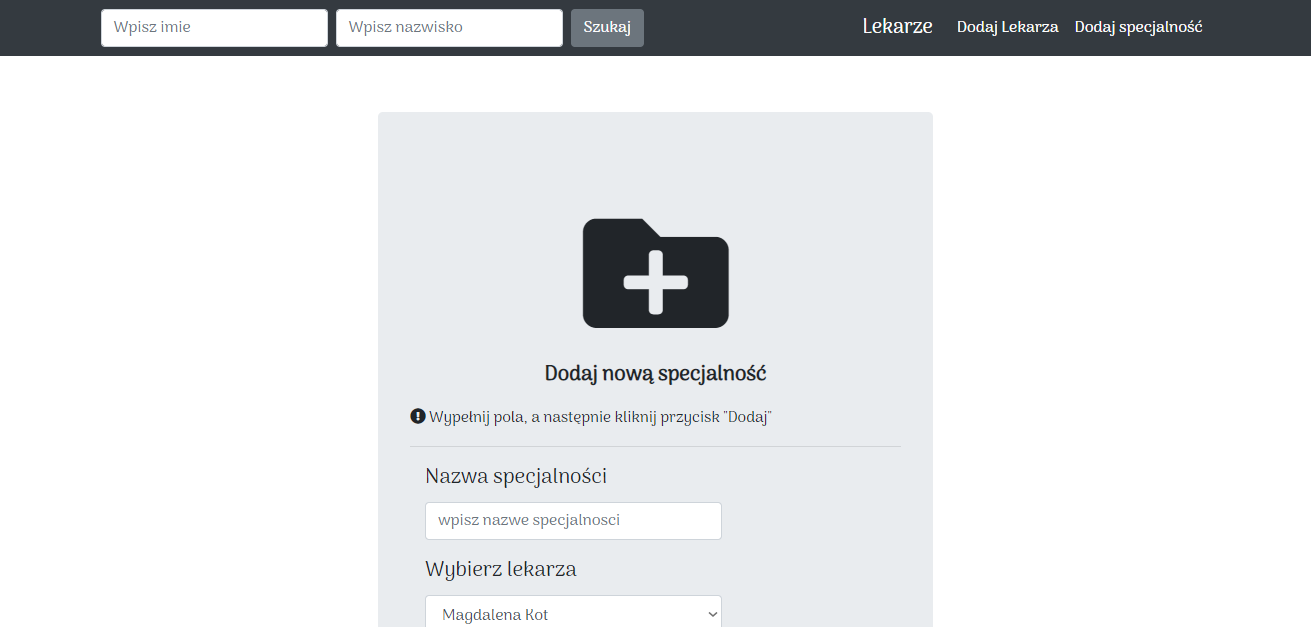 Wpisz imie Wpisz nazwisko Szukaj Lekarze Dodaj Lekarza Dodaj specjalność
Dodaj nową specjalność
Wypełnij pola, a następnie kliknij przycisk "Dodaj"
Nazwa specjalności
wpisz nazwe specjalnosci
Wybierz lekarza
Magdalena Kot